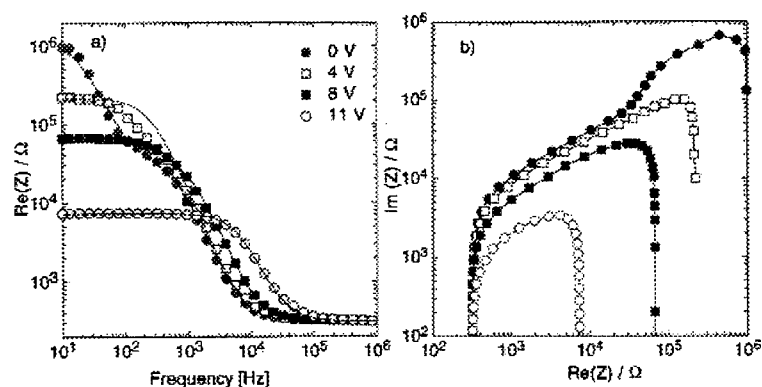 a)
0 V
4 V
8 V
11 V
10^6
10^5
10^4
10^3
Re(Z) / Ω
10^1 10^2 10^3 10^4 10^5 10^6
Frequency [Hz]
b)
10^6
10^5
10^4
10^3
10^2
Im (Z) / Ω
10^2 10^3 10^4 10^5 10^6
Re(Z) / Ω